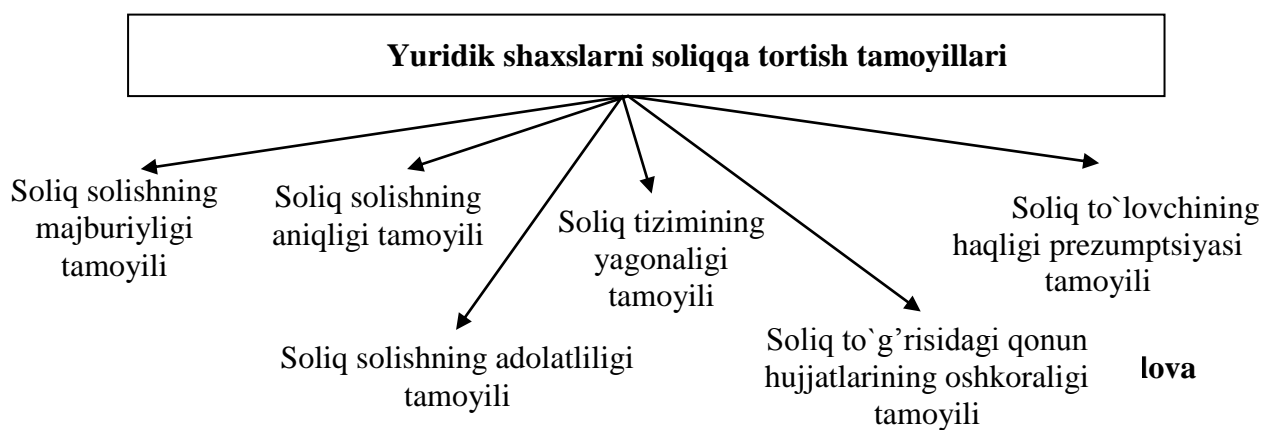 Yuridik shaxslarni soliqqa tortish tamoyillari
Soliq solishning
majburiyligi
tamoyili
Soliq solishning
aniqligi tamoyili
Soliq tizimining
yagonaligi
tamoyili
Soliq to`lovchining
haqligi prezumptsiyasi
tamoyili
Soliq solishning adolatliligi
tamoyili
Soliq to`g’risidagi qonun
hujjatlarining oshkoraligi
tamoyili
lova